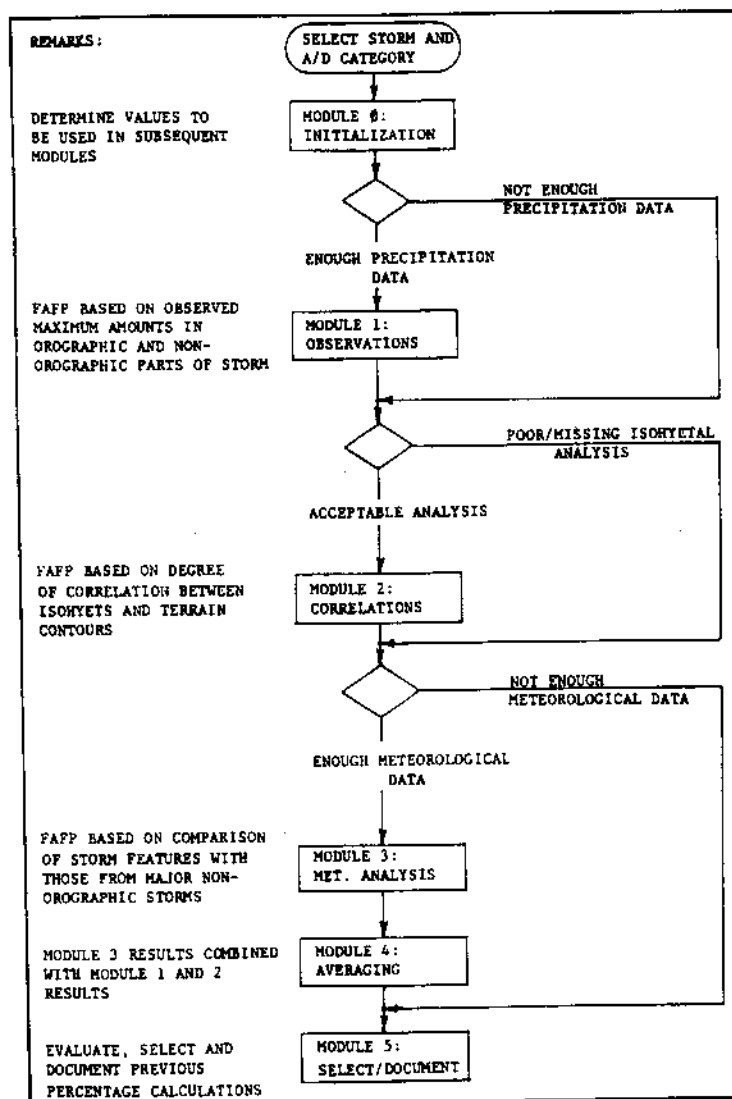 REMARKS:
SELECT STORM AND
A/D CATEGORY
DETERMINE VALUES TO
BE USED IN SUBSEQUENT
MODULES
MODULE 0:
INITIALIZATION
NOT ENOUGH
PRECIPITATION DATA
ENOUGH PRECIPITATION
DATA
FAFP BASED ON OBSERVED
MAXIMUM AMOUNTS IN
OROGRAPHIC AND NON-
OROGRAPHIC PARTS OF STORM
MODULE 1:
OBSERVATIONS
POOR/MISSING ISOHYETAL
ANALYSIS
ACCEPTABLE ANALYSIS
FAFP BASED ON DEGREE
OF CORRELATION BETWEEN
ISOHYETS AND TERRAIN
CONTOURS
MODULE 2:
CORRELATIONS
NOT ENOUGH
METEOROLOGICAL DATA
ENOUGH METEOROLOGICAL
DATA
FAFP BASED ON COMPARISON
OF STORM FEATURES WITH
THOSE FROM MAJOR NON-
OROGRAPHIC STORMS
MODULE 3:
MET. ANALYSIS
MODULE 3 RESULTS COMBINED
WITH MODULE 1 AND 2
RESULTS
MODULE 4:
AVERAGING
EVALUATE, SELECT AND
DOCUMENT PREVIOUS
PERCENTAGE CALCULATIONS
MODULE 5:
SELECT/DOCUMENT